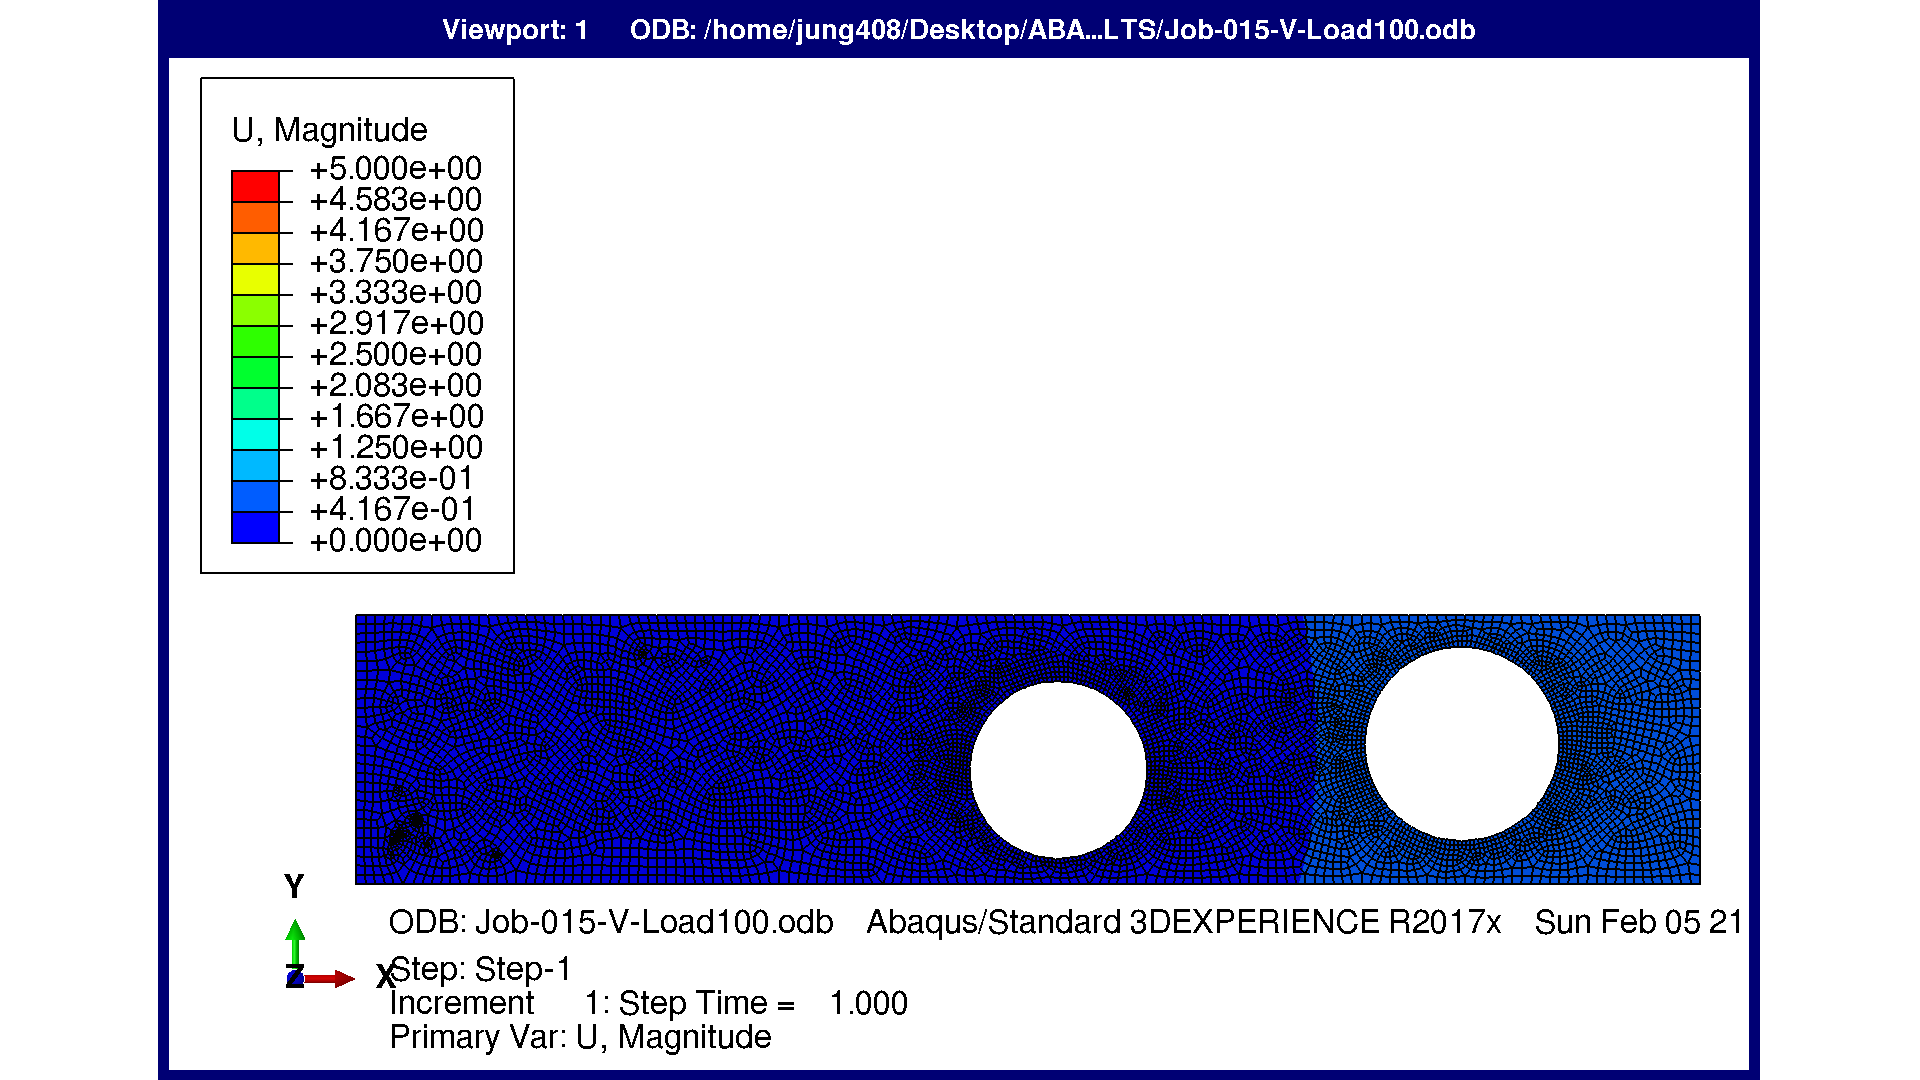 Viewport: 1 ODB: /home/jung408/Desktop/ABA...LTS/Job-015-V-Load100.odb
U, Magnitude
+5.000e+00
+4.583e+00
+4.167e+00
+3.750e+00
+3.333e+00
+2.917e+00
+2.500e+00
+2.083e+00
+1.667e+00
+1.250e+00
+8.333e-01
+4.167e-01
+0.000e+00
Y
Z
X
ODB: Job-015-V-Load100.odb Abaqus/Standard 3DEXPERIENCE R2017x Sun Feb 05 21
Step: Step-1
Increment 1: Step Time = 1.000
Primary Var: U, Magnitude